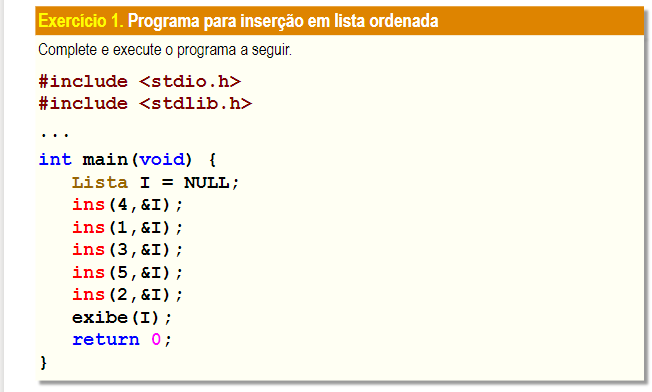 Exercício 1. Programa para inserção em lista ordenada
Complete e execute o programa a seguir.
#include <stdio.h>
#include <stdlib.h>
...
int main(void) {
   Lista I = NULL;
   ins(4,&I);
   ins(1,&I);
   ins(3,&I);
   ins(5,&I);
   ins(2,&I);
   exibe(I);
   return 0;
}